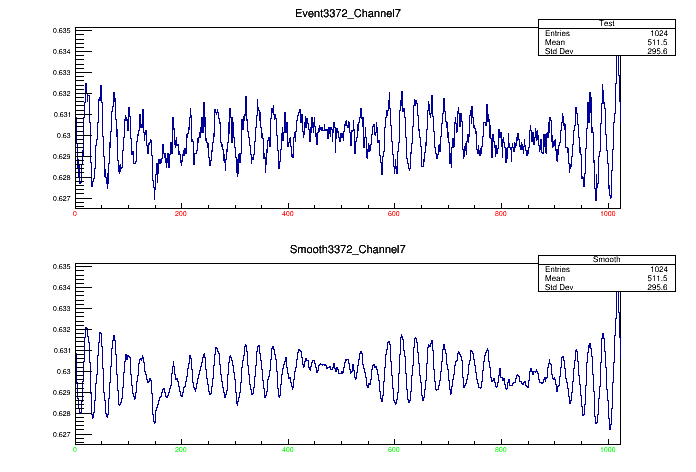 Event3372_Channel7
Test
Entries 1024
Mean 511.5
Std Dev 295.6
0.635
0.634
0.633
0.632
0.631
0.63
0.629
0.628
0.627
0 200 400 600 800 1000
Smooth3372_Channel7
Smooth
Entries 1024
Mean 511.5
Std Dev 295.6
0.635
0.634
0.633
0.632
0.631
0.63
0.629
0.628
0.627
0 200 400 600 800 1000